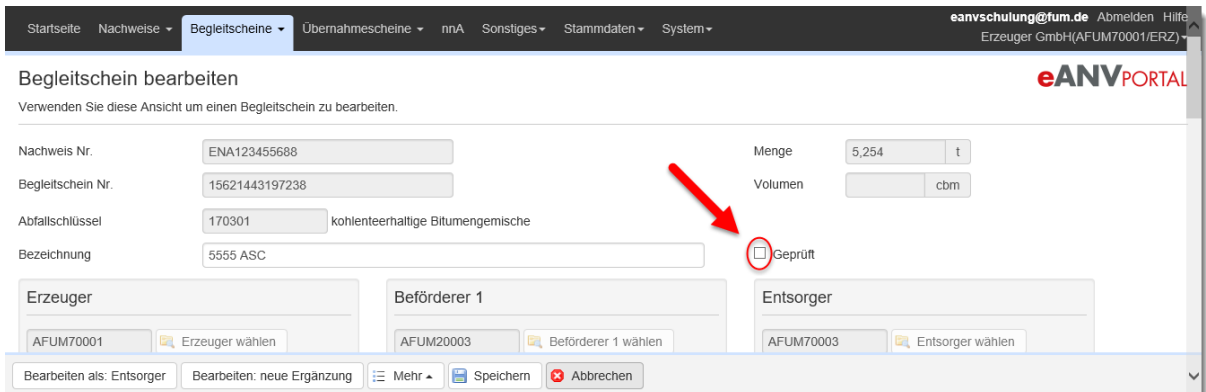 Startseite Nachweise Begleitscheine Übernahmescheine nnA Sonstiges Stammdaten System
eanvschulung@fum.de Abmelden Hilfe
Erzeuger GmbH(AFUM70001/ERZ)
Begleitschein bearbeiten
eANVPORTAL
Verwenden Sie diese Ansicht um einen Begleitschein zu bearbeiten.
Nachweis Nr. ENA123455688 Menge 5,254 t
Begleitschein Nr. 15621443197238 Volumen cbm
Abfallschlüssel 170301 kohlenteerhaltige Bitumengemische
Bezeichnung 5555 ASC Geprüft
Erzeuger Beförderer 1 Entsorger
AFUM70001 Erzeuger wählen AFUM20003 Beförderer 1 wählen AFUM70003 Entsorger wählen
Bearbeiten als: Entsorger Bearbeiten: neue Ergänzung Mehr Speichern Abbrechen